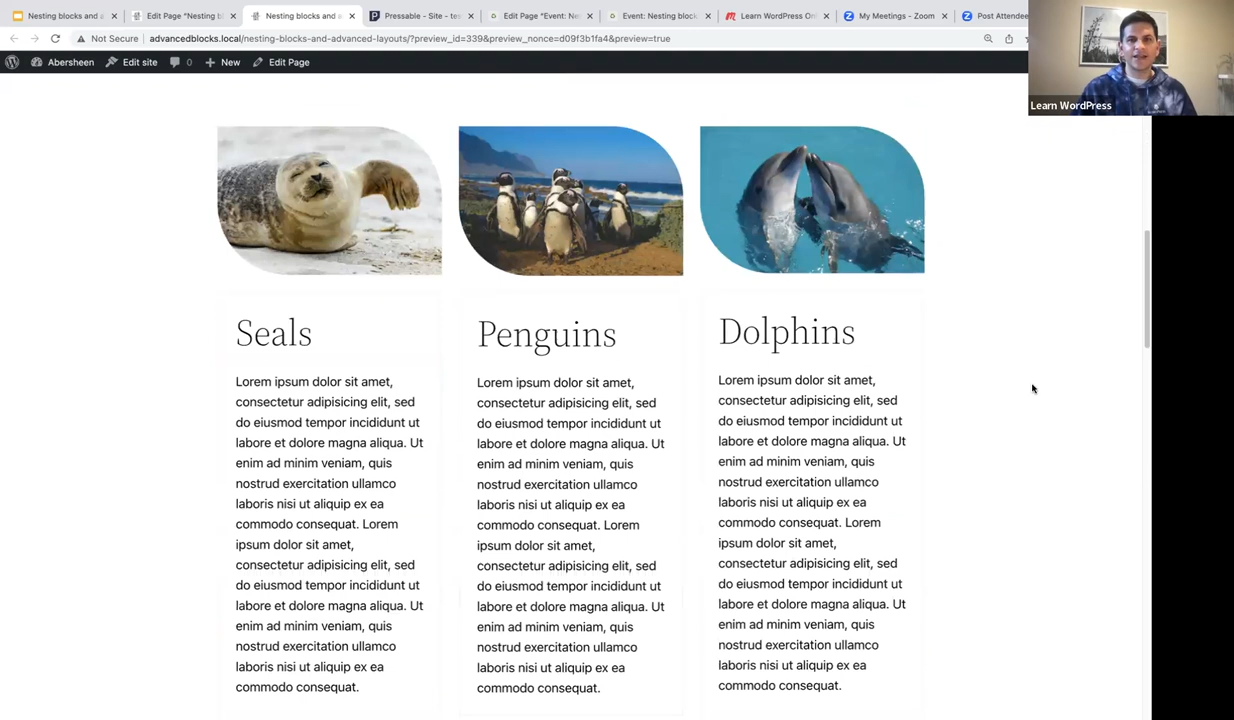 Nesting blocks and a
Edit Page "Nesting bl
Nesting blocks and a
Pressable - Site - te
Edit Page "Event: Ne
Event: Nesting block
Learn WordPress On
My Meetings - Zoom
Post Attendee
Not Secure
advancedblocks.local/nesting-blocks-and-advanced-layouts/?preview_id=339&preview_nonce=d09f3b1fa4&preview=true
Abersheen
Edit site
0
New
Edit Page
Learn WordPress
Seals
Lorem ipsum dolor sit amet,
consectetur adipisicing elit, sed
do eiusmod tempor incididunt ut
labore et dolore magna aliqua. Ut
enim ad minim veniam, quis
nostrud exercitation ullamco
laboris nisi ut aliquip ex ea
commodo consequat. Lorem
ipsum dolor sit amet,
consectetur adipisicing elit, sed
do eiusmod tempor incididunt ut
labore et dolore magna aliqua. Ut
enim ad minim veniam, quis
nostrud exercitation ullamco
laboris nisi ut aliquip ex ea
commodo consequat.
Penguins
Lorem ipsum dolor sit amet,
consectetur adipisicing elit, sed
do eiusmod tempor incididunt ut
labore et dolore magna aliqua. Ut
enim ad minim veniam, quis
nostrud exercitation ullamco
laboris nisi ut aliquip ex ea
commodo consequat. Lorem
ipsum dolor sit amet,
consectetur adipisicing elit, sed
do eiusmod tempor incididunt ut
labore et dolore magna aliqua. Ut
enim ad minim veniam, quis
nostrud exercitation ullamco
laboris nisi ut aliquip ex ea
commodo consequat.
Dolphins
Lorem ipsum dolor sit amet,
consectetur adipisicing elit, sed
do eiusmod tempor incididunt ut
labore et dolore magna aliqua. Ut
enim ad minim veniam, quis
nostrud exercitation ullamco
laboris nisi ut aliquip ex ea
commodo consequat. Lorem
ipsum dolor sit amet,
consectetur adipisicing elit, sed
do eiusmod tempor incididunt ut
labore et dolore magna aliqua. Ut
enim ad minim veniam, quis
nostrud exercitation ullamco
laboris nisi ut aliquip ex ea
commodo consequat.